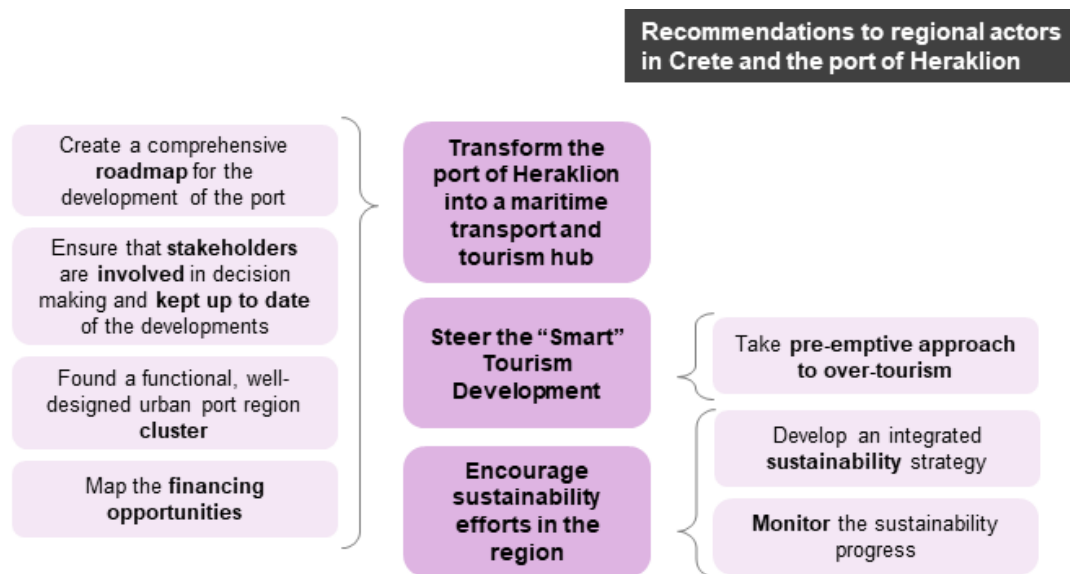 Recommendations to regional actors
in Crete and the port of Heraklion
Create a comprehensive
roadmap for the
development of the port
Ensure that stakeholders
are involved in decision
making and kept up to date
of the developments
Found a functional, well-
designed urban port region
cluster
Map the financing
opportunities
Transform the
port of Heraklion
into a maritime
transport and
tourism hub
Steer the “Smart”
Tourism
Development
Encourage
sustainability
efforts in the
region
Take pre-emptive approach
to over-tourism
Develop an integrated
sustainability strategy
Monitor the sustainability
progress